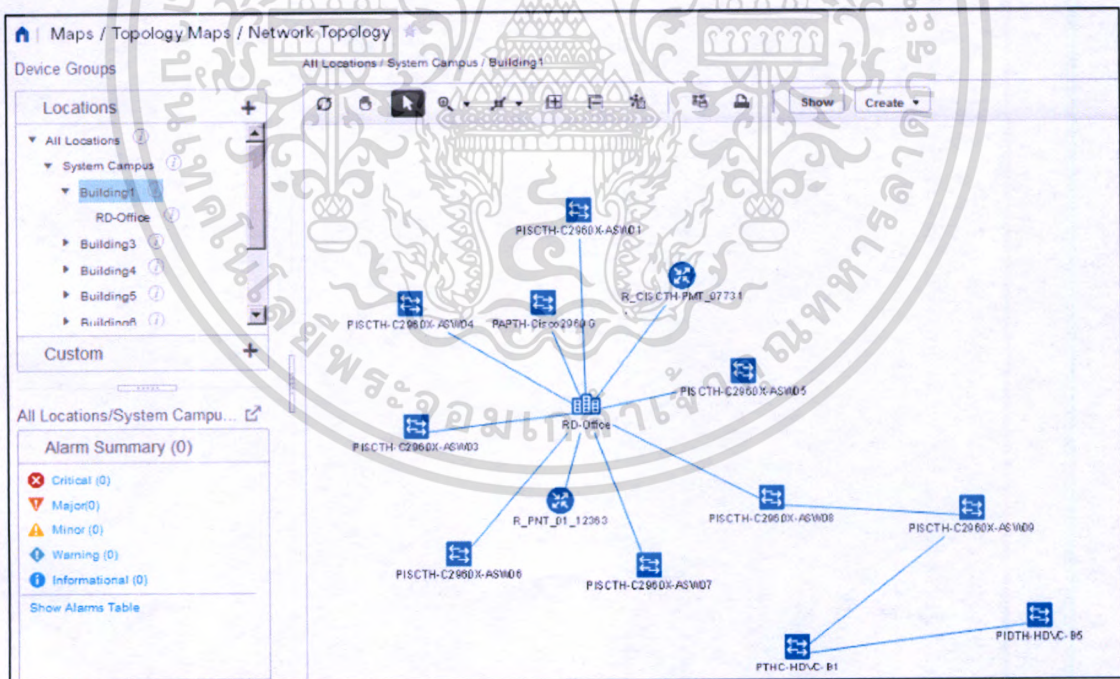 Maps / Topology Maps / Network Topology
Device Groups
All Locations / System Campus / Building1
Locations
Show
Create
All Locations
System Campus
Building1
RD-Office
Building3
Building4
Building5
Building6
Custom
All Locations/System Campu...
Alarm Summary (0)
Critical (0)
Major(0)
Minor (0)
Warning (0)
Informational (0)
Show Alarms Table
PISCTH-C2960X-ASW01
R_CISCTH-PMT_07731
PISCTH-C2960X-ASW04
PAPTH-Cisco2960G
PISCTH-C2960X-ASW05
RD-Office
PISCTH-C2960X-ASW03
R_PNT_01_12363
PISCTH-C2960X-ASW08
PISCTH-C2960X-ASW09
PISCTH-C2960X-ASW06
PISCTH-C2960X-ASW07
PIDTH-HDVC-B5
PTHC-HDVC-B1